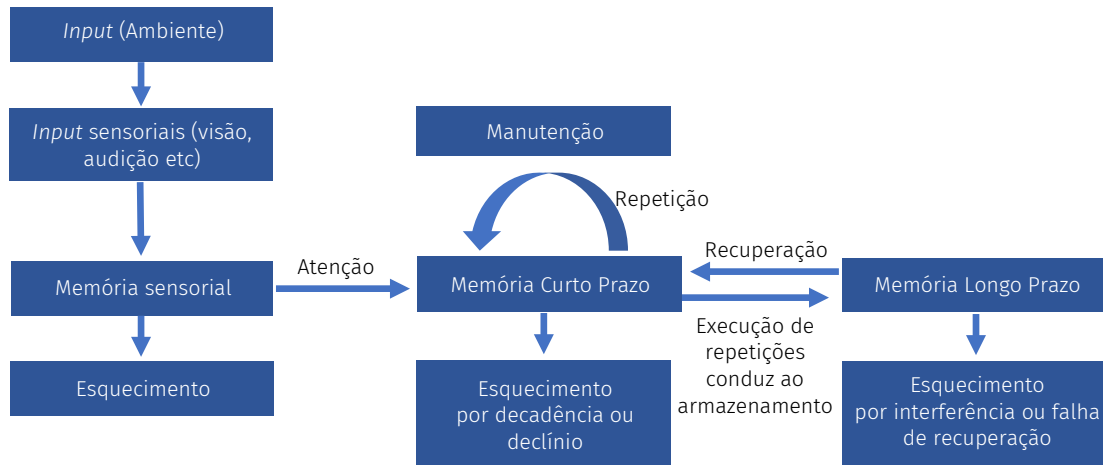 Input (Ambiente)
Input sensoriais (visão,
audição etc)
Manutenção
Repetição
Memória sensorial
Atenção
Memória Curto Prazo
Recuperação
Memória Longo Prazo
Execução de
repetições
conduz ao
armazenamento
Esquecimento
Esquecimento
por decadência ou
declínio
Esquecimento
por interferência ou falha
de recuperação